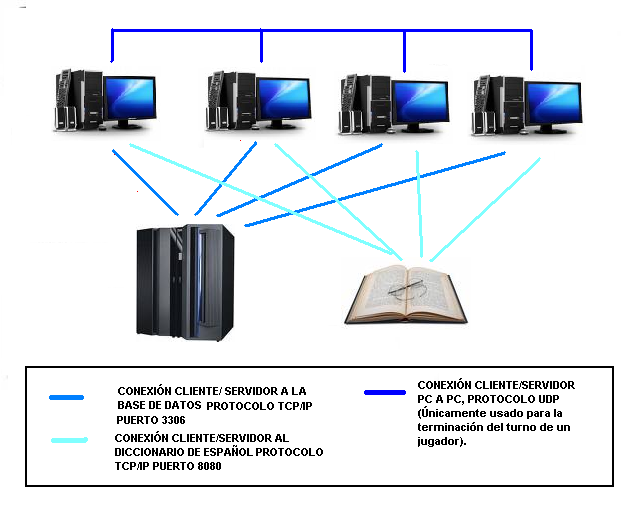 CONEXIÓN CLIENTE/ SERVIDOR A LA
BASE DE DATOS PROTOCOLO TCP/IP
PUERTO 3306
CONEXIÓN CLIENTE/SERVIDOR AL
DICCIONARIO DE ESPAÑOL PROTOCOLO
TCP/IP PUERTO 8080
CONEXIÓN CLIENTE/SERVIDOR
PC A PC, PROTOCOLO UDP
(Únicamente usado para la
terminación del turno de un
jugador).